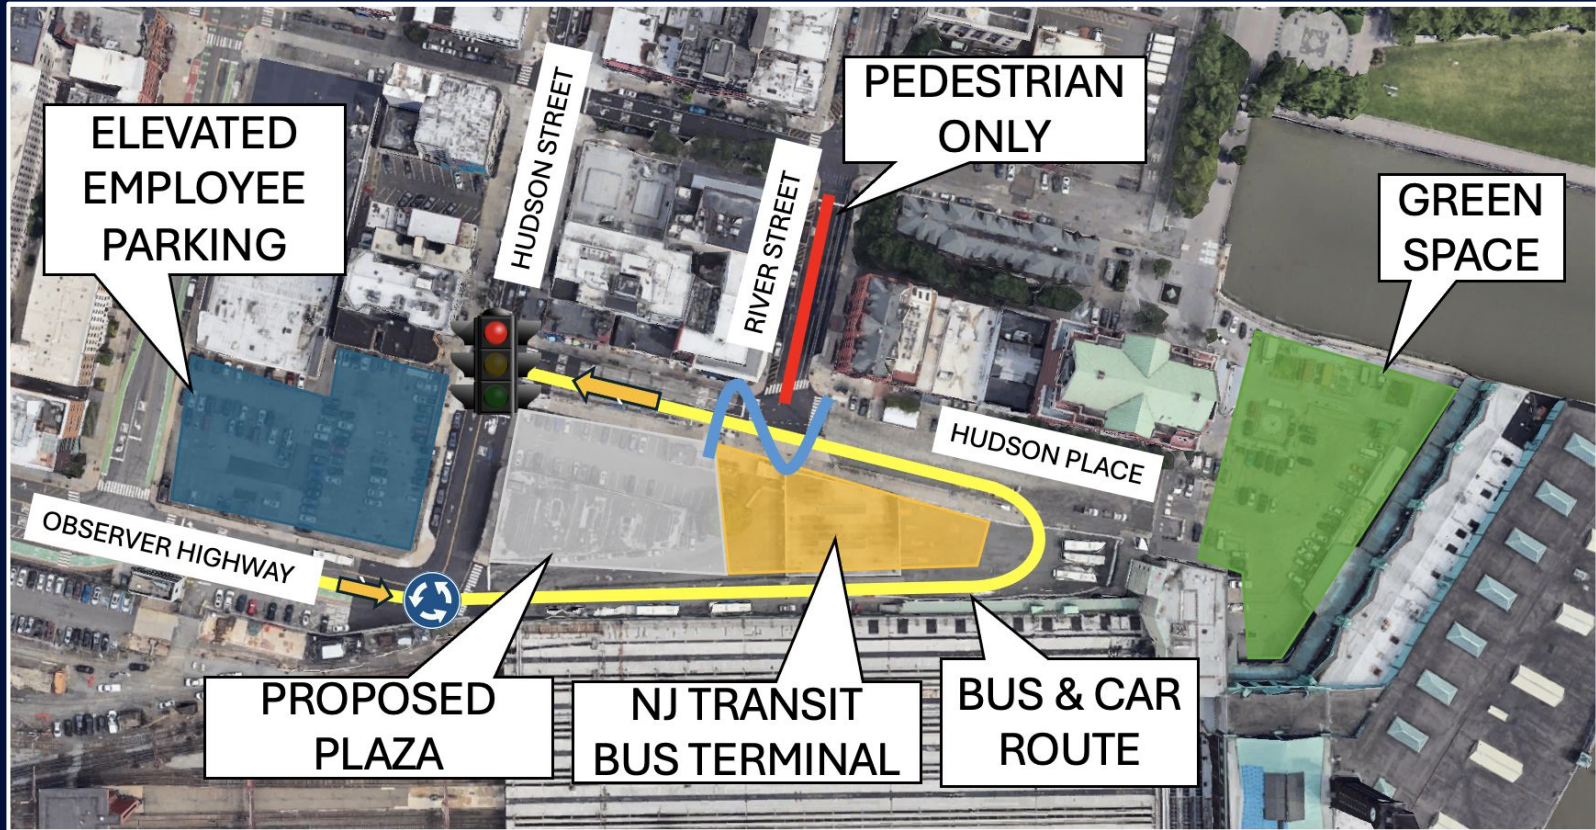 ELEVATED
EMPLOYEE
PARKING
HUDSON STREET
PEDESTRIAN
ONLY
RIVER STREET
GREEN
SPACE
HUDSON PLACE
OBSERVER HIGHWAY
PROPOSED
PLAZA
NJ TRANSIT
BUS TERMINAL
BUS & CAR
ROUTE